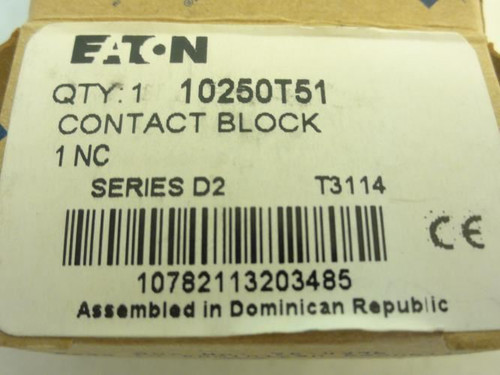 EATON
QTY: 1 10250T51
CONTACT BLOCK
1 NC
SERIES D2 T3114
CE
10782113203485
Assembled in Dominican Republic